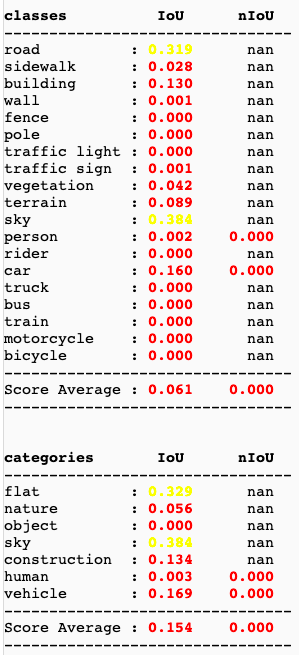 classes IoU nIoU
--------------------------------
road : 0.319 nan
sidewalk : 0.028 nan
building : 0.130 nan
wall : 0.001 nan
fence : 0.000 nan
pole : 0.000 nan
traffic light : 0.000 nan
traffic sign : 0.001 nan
vegetation : 0.042 nan
terrain : 0.089 nan
sky : 0.384 nan
person : 0.002 0.000
rider : 0.000 nan
car : 0.160 0.000
truck : 0.000 nan
bus : 0.000 nan
train : 0.000 nan
motorcycle : 0.000 nan
bicycle : 0.000 nan
--------------------------------
Score Average : 0.061 0.000
--------------------------------
categories IoU nIoU
--------------------------------
flat : 0.329 nan
nature : 0.056 nan
object : 0.000 nan
sky : 0.384 nan
construction : 0.134 nan
human : 0.003 0.000
vehicle : 0.169 0.000
--------------------------------
Score Average : 0.154 0.000
--------------------------------